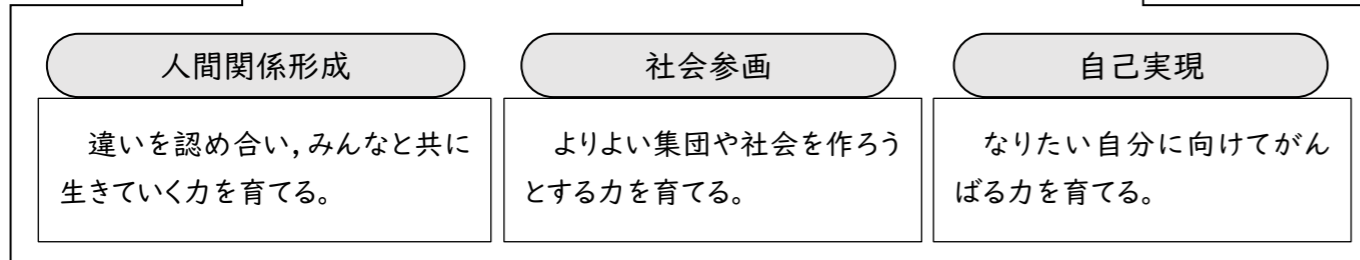 人間関係形成
違いを認め合い,みんなと共に
生きていく力を育てる。
社会参画
よりよい集団や社会を作ろう
とする力を育てる。
自己実現
なりたい自分に向けてがん
ばる力を育てる。